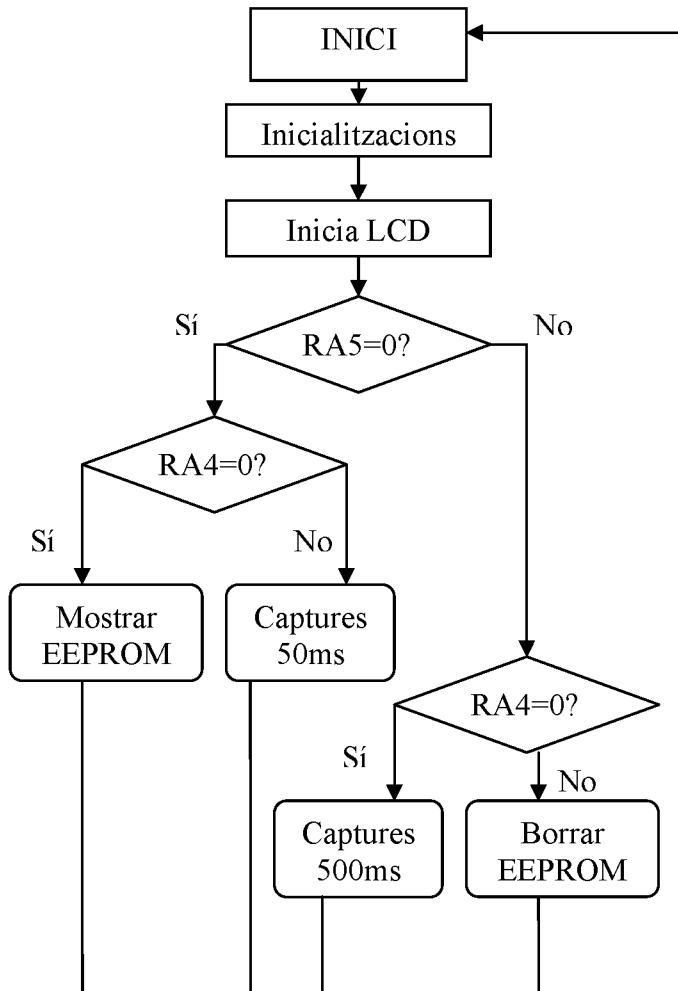 INICI
Inicialitzacions
Inicia LCD
Sí
RA5=0?
No
RA4=0?
Sí
No
Mostrar
EEPROM
Captures
50ms
RA4=0?
Sí
No
Captures
500ms
Borrar
EEPROM